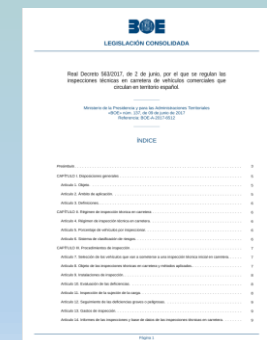 BOE
LEGISLACIÓN CONSOLIDADA
Real Decreto 563/2017, de 2 de junio, por el que se regulan las
inspecciones técnicas en carretera de vehículos comerciales que
circulan en territorio español.
Ministerio de la Presidencia y para las Administraciones Territoriales
«BOE» núm. 137, de 09 de junio de 2017
Referencia: BOE-A-2017-6512
ÍNDICE
Preámbulo
CAPÍTULO I. Disposiciones generales
Artículo 1. Objeto
Artículo 2. Ámbito de aplicación
Artículo 3. Definiciones
CAPÍTULO II. Régimen de inspección técnica en carretera
Artículo 4. Régimen de inspección técnica en carretera
Artículo 5. Porcentaje de vehículos por inspeccionar
Artículo 6. Sistema de clasificación de riesgos
CAPÍTULO III. Procedimientos de inspección
Artículo 7. Selección de los vehículos que van a someterse a una inspección técnica inicial en carretera
Artículo 8. Objeto de las inspecciones técnicas en carretera y métodos aplicables
Artículo 9. Instalaciones de inspección
Artículo 10. Evaluación de las deficiencias
Artículo 11. Inspección de la sujeción de la carga
Artículo 12. Seguimiento de las deficiencias graves o peligrosas
Artículo 13. Gastos de inspección
Artículo 14. Informes de las inspecciones y base de datos de las inspecciones técnicas en carretera
Página 1